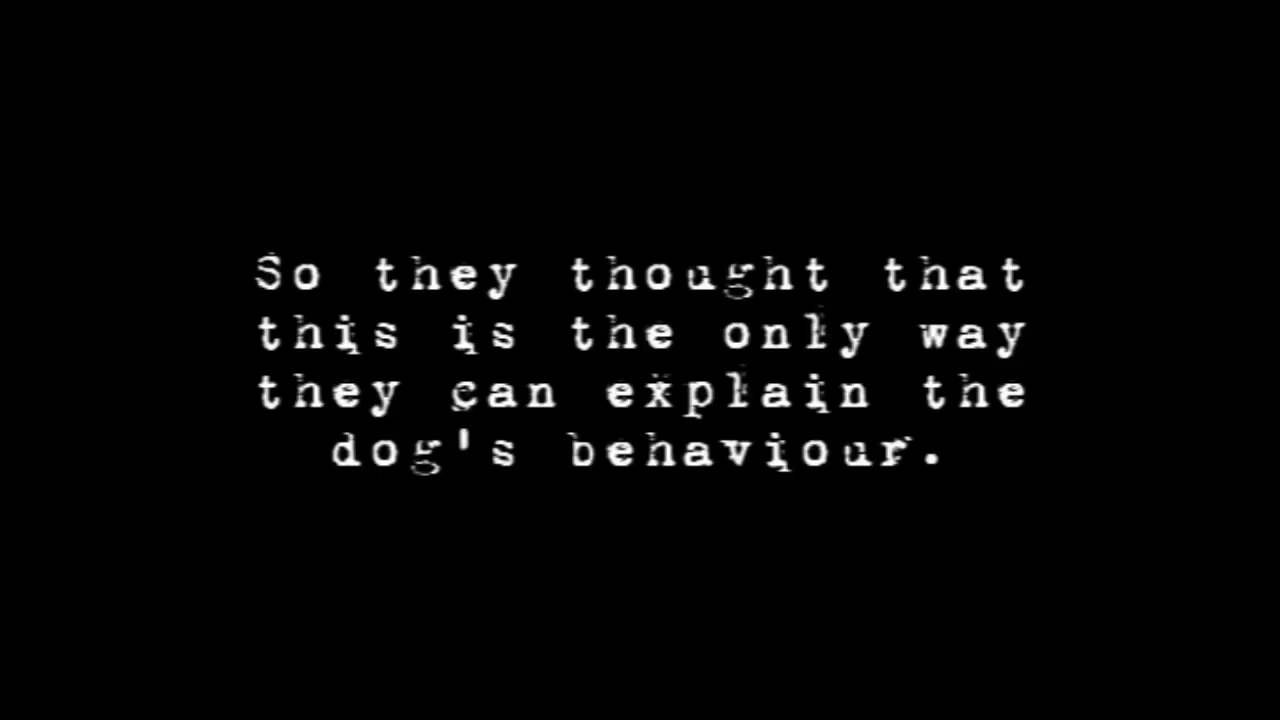 So they thought that
this is the only way
they can explain the
dog's behaviour.